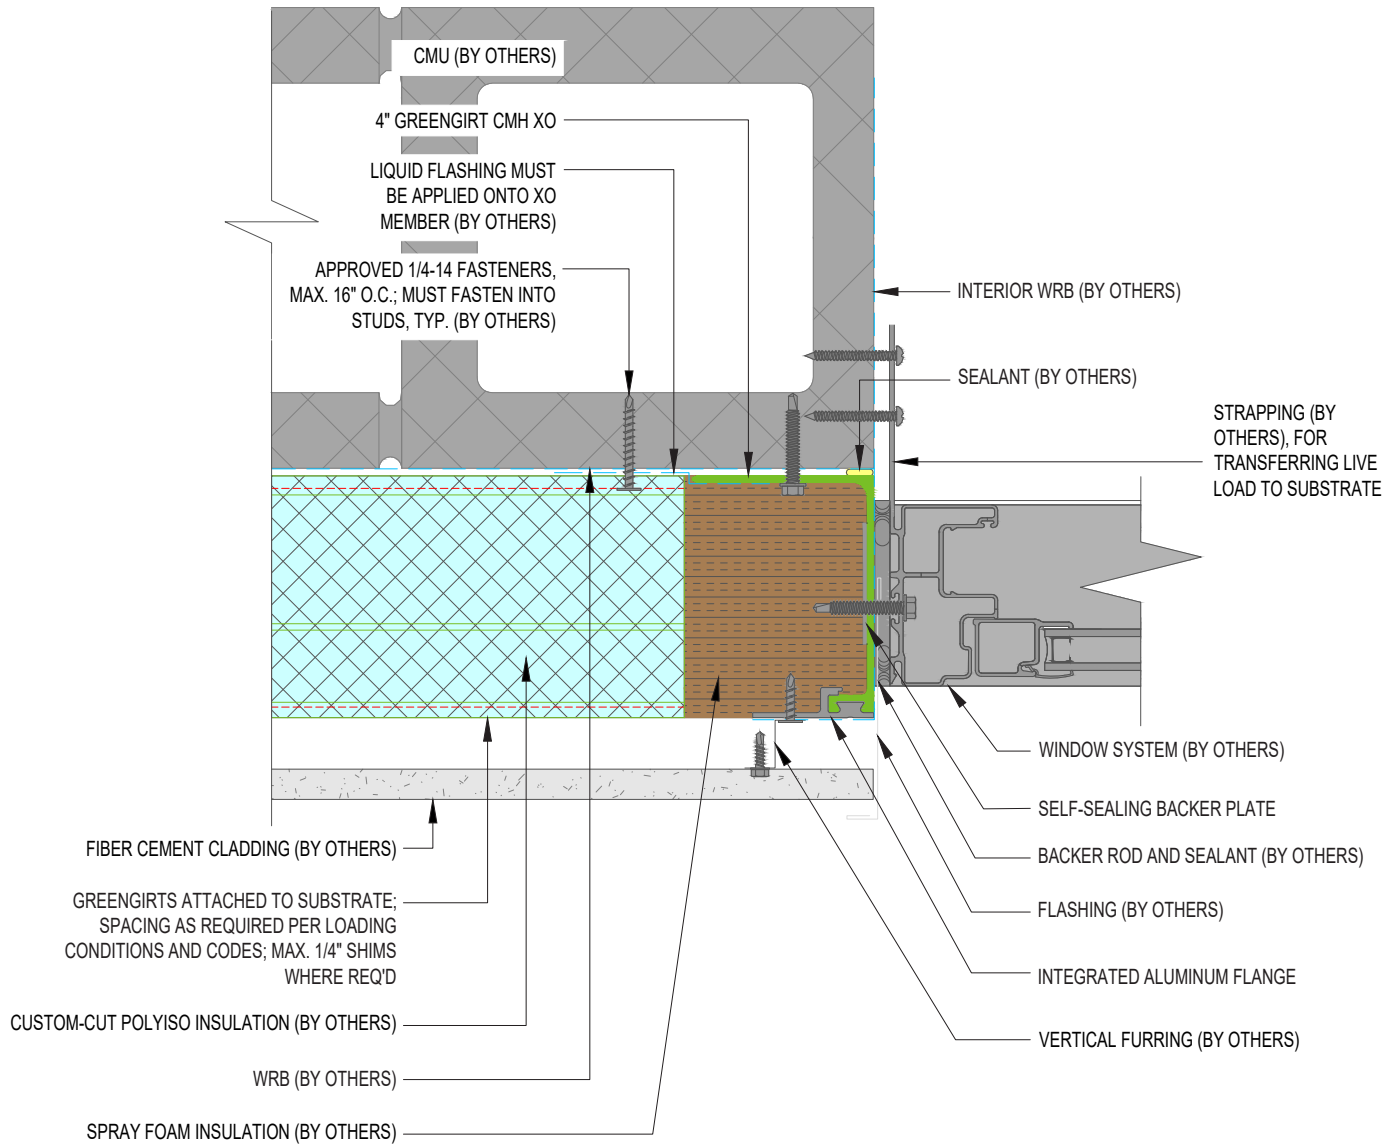 CMU (BY OTHERS)
4" GREENGIRT CMH XO
LIQUID FLASHING MUST
BE APPLIED ONTO XO
MEMBER (BY OTHERS)
APPROVED 1/4-14 FASTENERS,
MAX. 16" O.C.; MUST FASTEN INTO
STUDS, TYP. (BY OTHERS)
INTERIOR WRB (BY OTHERS)
SEALANT (BY OTHERS)
STRAPPING (BY
OTHERS), FOR
TRANSFERRING LIVE
LOAD TO SUBSTRATE
WINDOW SYSTEM (BY OTHERS)
SELF-SEALING BACKER PLATE
BACKER ROD AND SEALANT (BY OTHERS)
FLASHING (BY OTHERS)
INTEGRATED ALUMINUM FLANGE
VERTICAL FURRING (BY OTHERS)
FIBER CEMENT CLADDING (BY OTHERS)
GREENGIRTS ATTACHED TO SUBSTRATE;
SPACING AS REQUIRED PER LOADING
CONDITIONS AND CODES; MAX. 1/4" SHIMS
WHERE REQ'D
CUSTOM-CUT POLYISO INSULATION (BY OTHERS)
WRB (BY OTHERS)
SPRAY FOAM INSULATION (BY OTHERS)